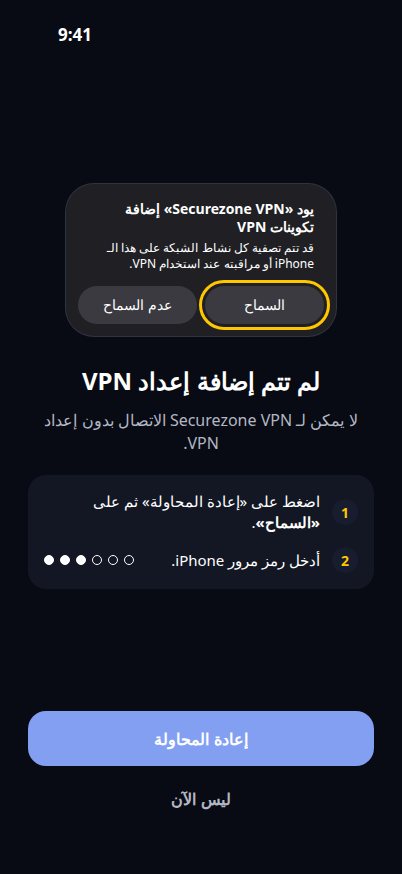 9:41
يود «Securezone VPN» إضافة
تكوينات VPN
قد تتم تصفية كل نشاط الشبكة على هذا الـ
iPhone أو مراقبته عند استخدام VPN.
السماح
عدم السماح
لم تتم إضافة إعداد VPN
لا يمكن لـ Securezone VPN الاتصال بدون إعداد
VPN.
1
اضغط على «إعادة المحاولة» ثم على
«السماح».
2
أدخل رمز مرور iPhone.
إعادة المحاولة
ليس الآن